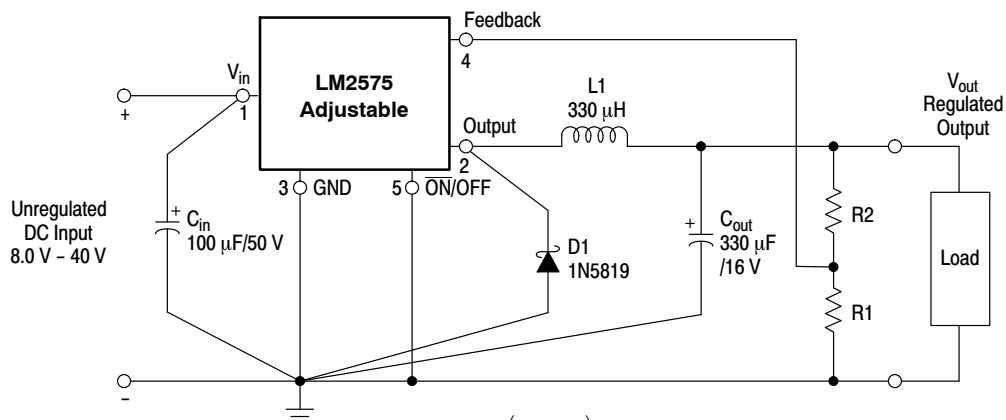 Feedback
4
V_in
1
LM2575
Adjustable
L1
330 μH
V_out
Regulated
Output
+
Output
2
3 GND
5 O̅N̅/OFF
Unregulated
DC Input
8.0 V – 40 V
+
C_in
100 μF/50 V
D1
1N5819
+
C_out
330 μF
/16 V
R2
R1
Load
-